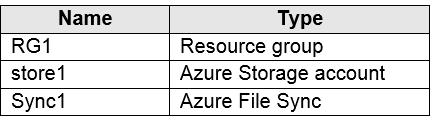 Name Type
RG1 Resource group
store1 Azure Storage account
Sync1 Azure File Sync